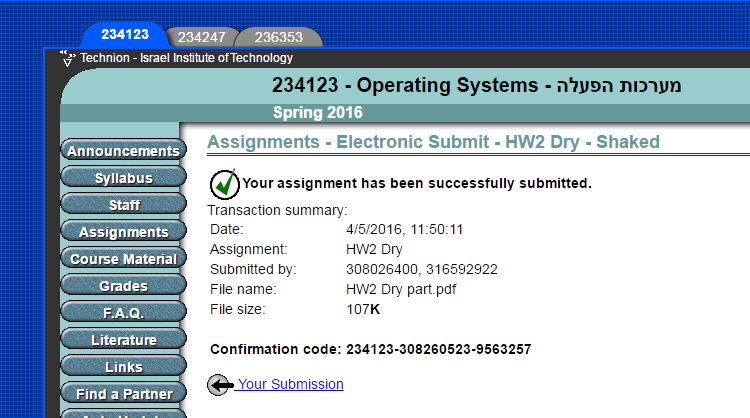 234123 234247 236353
Technion - Israel Institute of Technology
234123 - Operating Systems - מערכות הפעלה
Spring 2016
Assignments - Electronic Submit - HW2 Dry - Shaked
Announcements
Syllabus
Staff
Assignments
Course Material
Grades
F.A.Q.
Literature
Links
Find a Partner
Your assignment has been successfully submitted.
Transaction summary:
Date: 4/5/2016, 11:50:11
Assignment: HW2 Dry
Submitted by: 308026400, 316592922
File name: HW2 Dry part.pdf
File size: 107K
Confirmation code: 234123-308260523-9563257
Your Submission